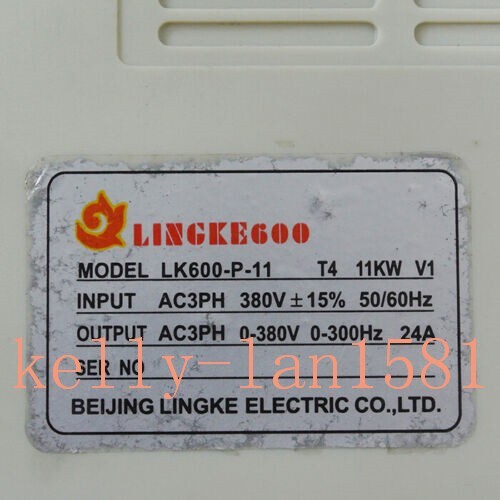 LINGKE600
MODEL LK600-P-11 T4 11KW V1
INPUT AC3PH 380V±15% 50/60Hz
OUTPUT AC3PH 0-380V 0-300Hz 24A
kelly-lan1581
SER NO
BEIJING LINGKE ELECTRIC CO.,LTD.